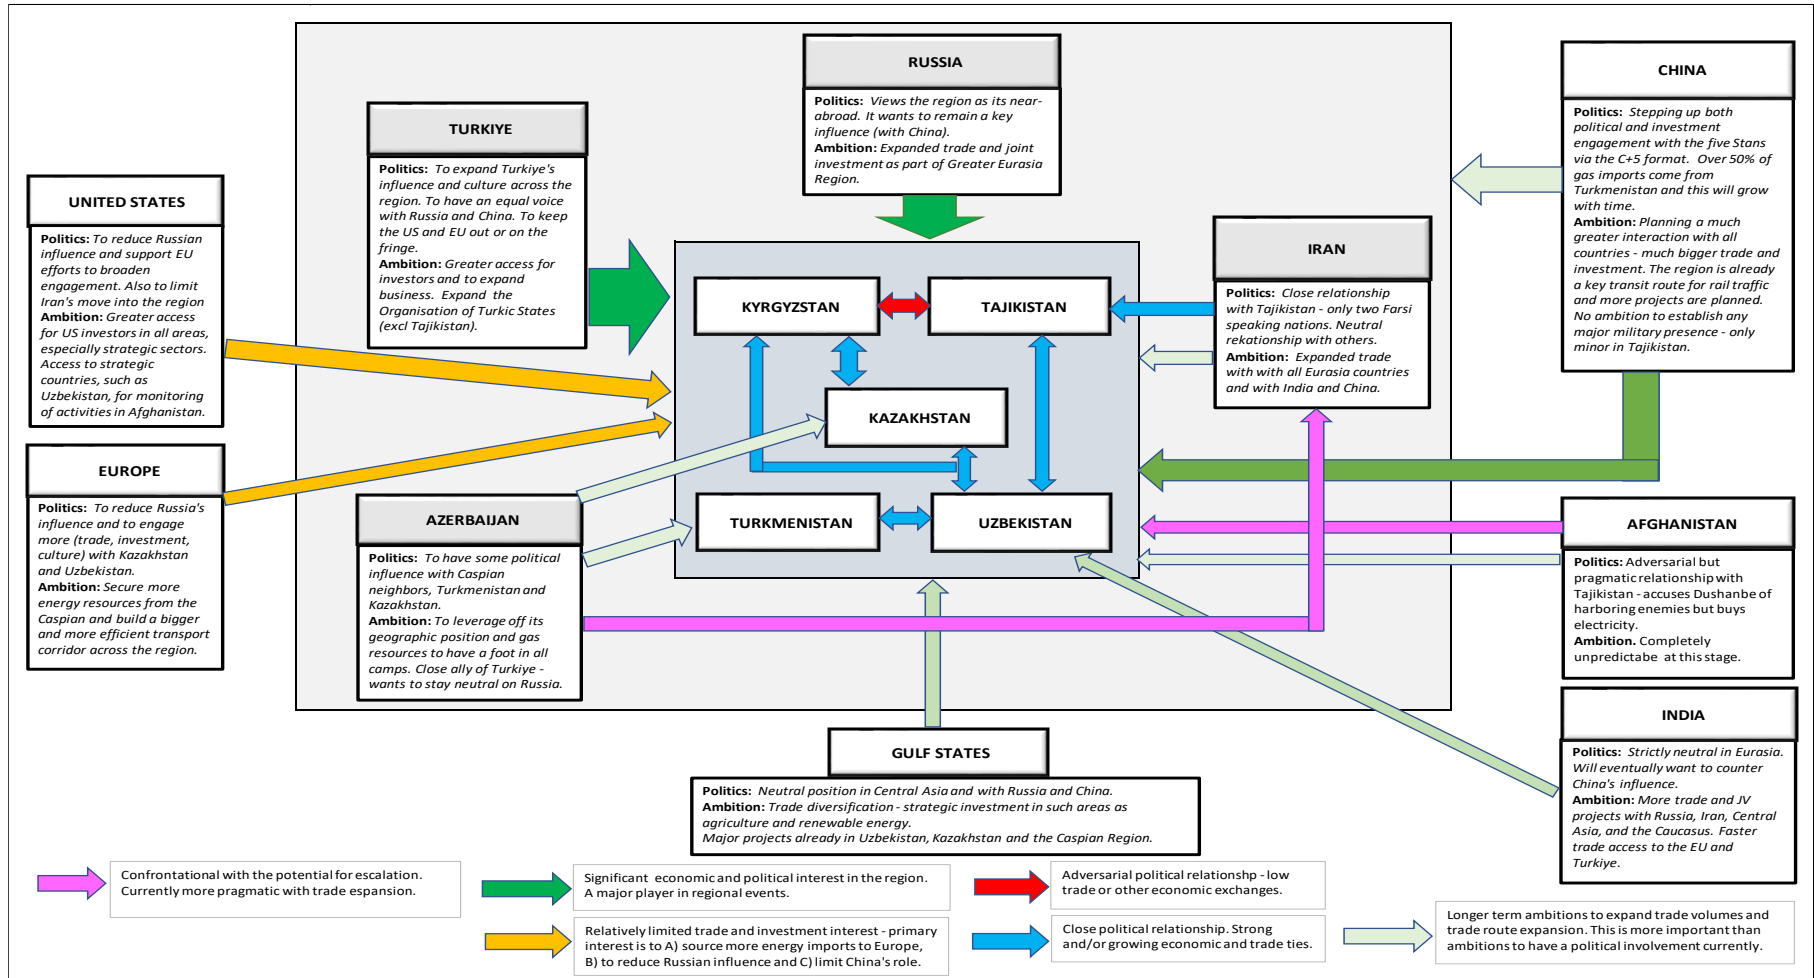 RUSSIA
Politics: Views the region as its near-
abroad. It wants to remain a key
influence (with China).
Ambition: Expanded trade and joint
investment as part of Greater Eurasia
Region.
CHINA
Politics: Stepping up both
political and investment
engagement with the five Stans
via the C+5 format. Over 50% of
gas imports come from
Turkmenistan and this will grow
with time.
Ambition: Planning a much
greater interaction with all
countries - much bigger trade and
investment. The region is already
a key transit route for rail traffic
and more projects are planned.
No ambition to establish any
major military presence - only
minor in Tajikistan.
TURKIYE
Politics: To expand Turkiye's
influence and culture across the
region. To have an equal voice
with Russia and China. To keep
the US and EU out or on the
fringe.
Ambition: Greater access for
investors and to expand
business. Expand the
Organisation of Turkic States
(excl Tajikistan).
UNITED STATES
Politics: To reduce Russian
influence and support EU
efforts to broaden
engagement. Also to limit
Iran's move into the region
Ambition: Greater access
for US investors in all areas,
especially strategic sectors.
Access to strategic
countries, such as
Uzbekistan, for monitoring
of activities in Afghanistan.
IRAN
Politics: Close relationship
with Tajikistan - only two Farsi
speaking nations. Neutral
rekationship with others.
Ambition: Expanded trade
with with all Eurasia countries
and with India and China.
KYRGYZSTAN
TAJIKISTAN
KAZAKHSTAN
TURKMENISTAN
UZBEKISTAN
EUROPE
Politics: To reduce Russia's
influence and to engage
more (trade, investment,
culture) with Kazakhstan
and Uzbekistan.
Ambition: Secure more
energy resources from the
Caspian and build a bigger
and more efficient transport
corridor across the region.
AZERBAIJAN
Politics: To have some political
influence with Caspian
neighbors, Turkmenistan and
Kazakhstan.
Ambition: To leverage off its
geographic position and gas
resources to have a foot in all
camps. Close ally of Turkiye -
wants to stay neutral on Russia.
AFGHANISTAN
Politics: Adversarial but
pragmatic relationship with
Tajikistan - accuses Dushanbe of
harboring enemies but buys
electricity.
Ambition. Completely
unpredictabe at this stage.
INDIA
Politics: Strictly neutral in Eurasia.
Will eventually want to counter
China's influence.
Ambition: More trade and JV
projects with Russia, Iran, Central
Asia, and the Caucasus. Faster
trade access to the EU and
Turkiye.
GULF STATES
Politics: Neutral position in Central Asia and with Russia and China.
Ambition: Trade diversification - strategic investment in such areas as
agriculture and renewable energy.
Major projects already in Uzbekistan, Kazakhstan and the Caspian Region.
Confrontational with the potential for escalation.
Currently more pragmatic with trade espansion.
Significant economic and political interest in the region.
A major player in regional events.
Adversarial political relationshp - low
trade or other economic exchanges.
Relatively limited trade and investment interest - primary
interest is to A) source more energy imports to Europe,
B) to reduce Russian influence and C) limit China's role.
Close political relationship. Strong
and/or growing economic and trade ties.
Longer term ambitions to expand trade volumes and
trade route expansion. This is more important than
ambitions to have a political involvement currently.